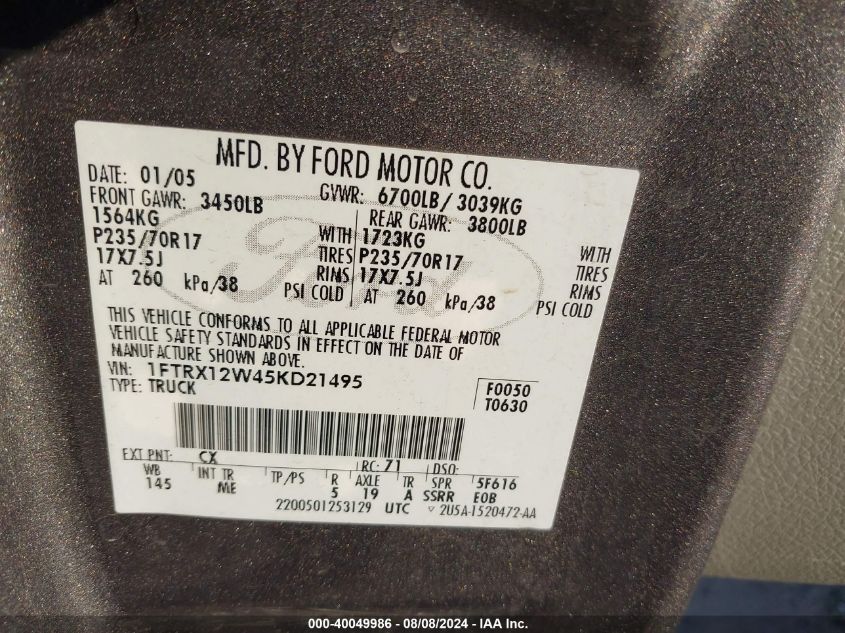 MFD. BY FORD MOTOR CO.
DATE: 01/05 GVWR: 6700LB/ 3039KG
FRONT GAWR: 3450LB REAR GAWR: 3800LB
1564KG WITH 1723KG WITH
P235/70R17 TIRES P235/70R17 TIRES
17X7.5J RIMS 17X7.5J RIMS
AT 260 kPa/38 PSI COLD AT 260 kPa/38 PSI COLD
Ford
THIS VEHICLE CONFORMS TO ALL APPLICABLE FEDERAL MOTOR
VEHICLE SAFETY STANDARDS IN EFFECT ON THE DATE OF
MANUFACTURE SHOWN ABOVE.
VIN: 1FTRX12W45KD21495 F0050
TYPE: TRUCK T0630
EXT PNT: CX RC: 71 DSO:
WB INT TR TP/PS R AXLE TR SPR 5F616
145 ME 5 19 A SSRR E0B
2200501253129 UTC ▿ 2U5A-1520472-AA
000-40049986 - 08/08/2024 - IAA Inc.